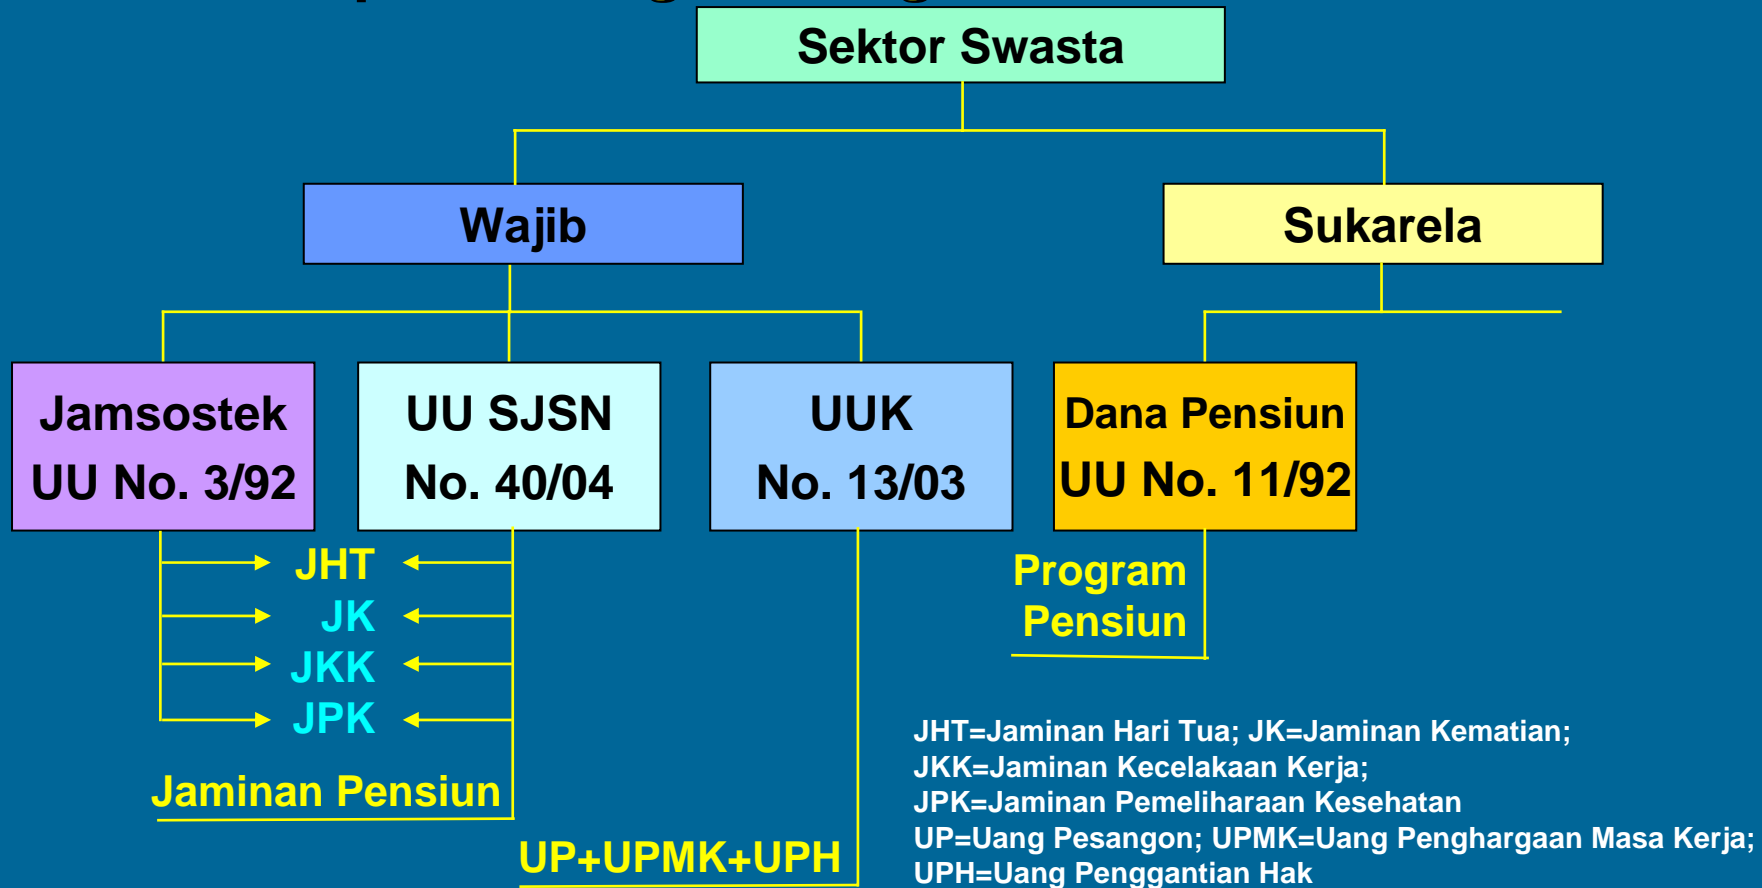 Sektor Swasta
Wajib
Sukarela
Jamsostek
UU No. 3/92
UU SJSN
No. 40/04
UUK
No. 13/03
Dana Pensiun
UU No. 11/92
JHT
JK
JKK
JPK
Jaminan Pensiun
UP+UPMK+UPH
Program
Pensiun
JHT=Jaminan Hari Tua; JK=Jaminan Kematian;
JKK=Jaminan Kecelakaan Kerja;
JPK=Jaminan Pemeliharaan Kesehatan
UP=Uang Pesangon; UPMK=Uang Penghargaan Masa Kerja;
UPH=Uang Penggantian Hak